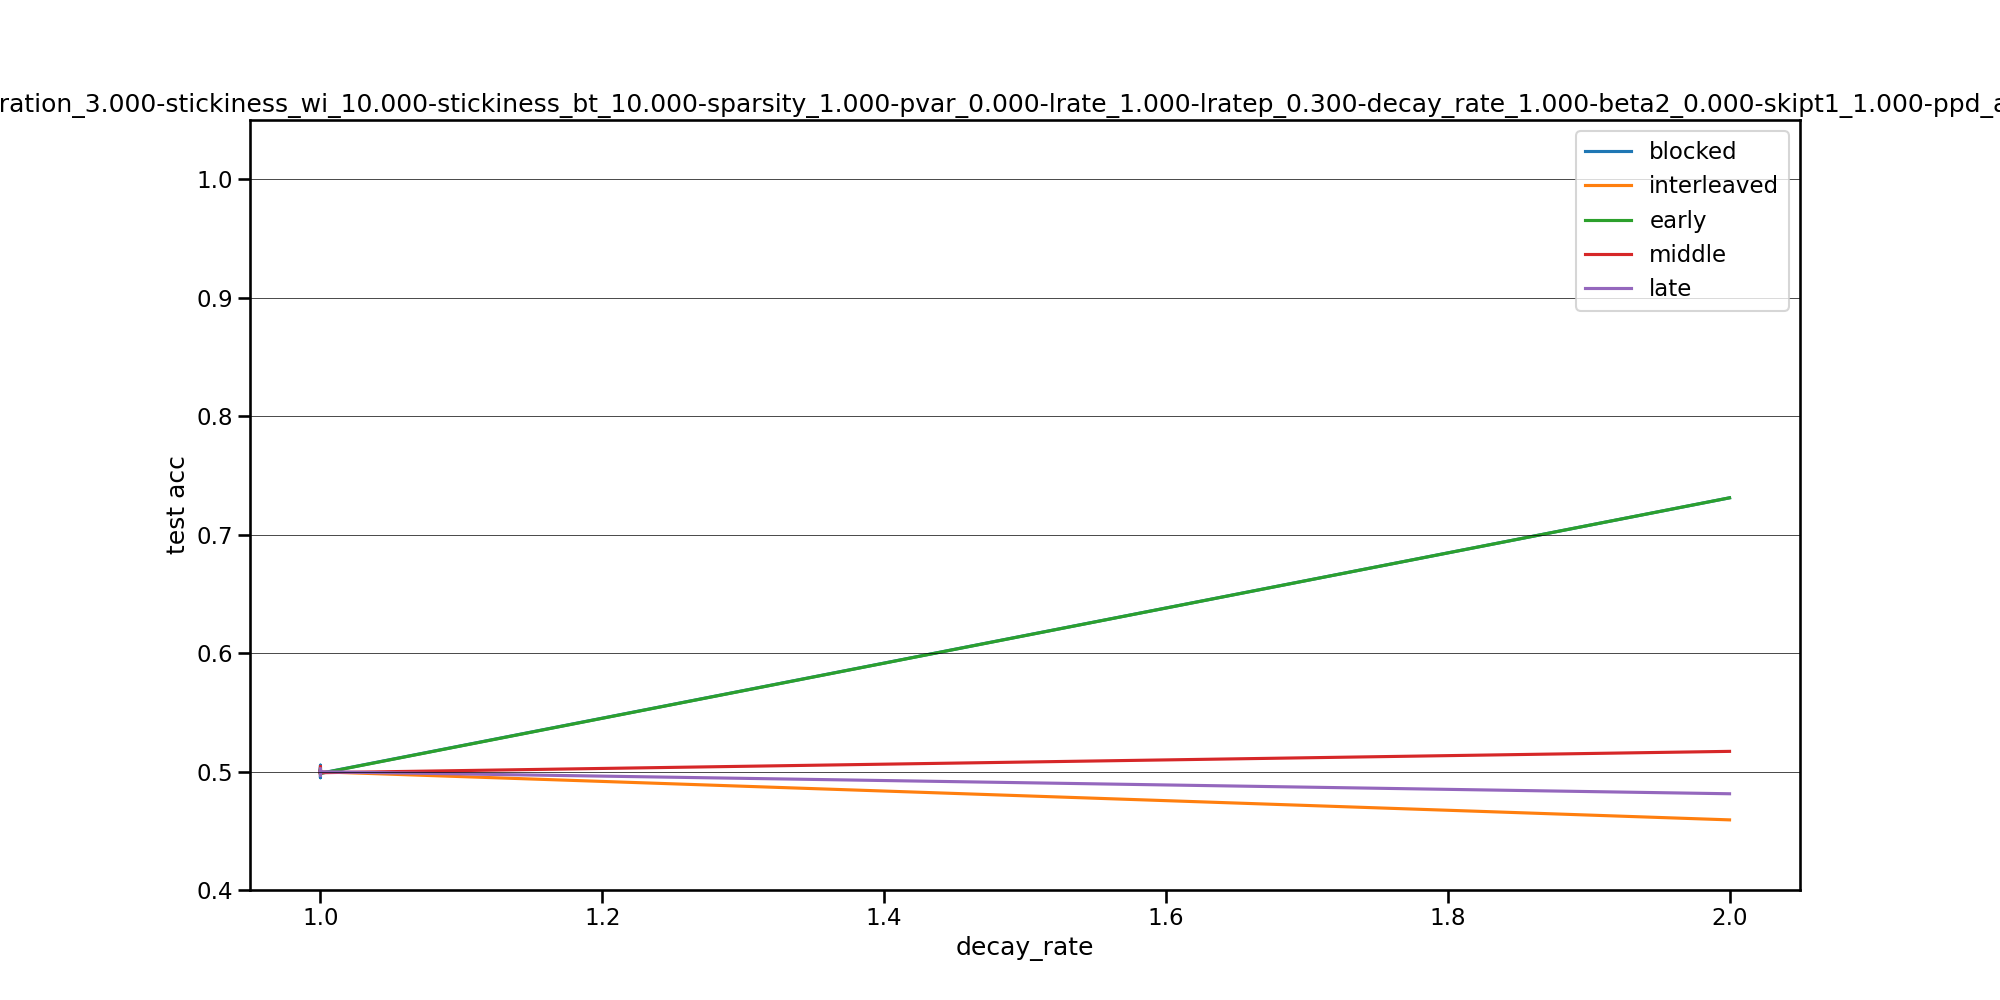 ration_3.000-stickiness_wi_10.000-stickiness_bt_10.000-sparsity_1.000-pvar_0.000-lrate_1.000-lratep_0.300-decay_rate_1.000-beta2_0.000-skipt1_1.000-ppd_a
blocked
interleaved
early
middle
late
test acc
1.0
0.9
0.8
0.7
0.6
0.5
0.4
1.0 1.2 1.4 1.6 1.8 2.0
decay_rate